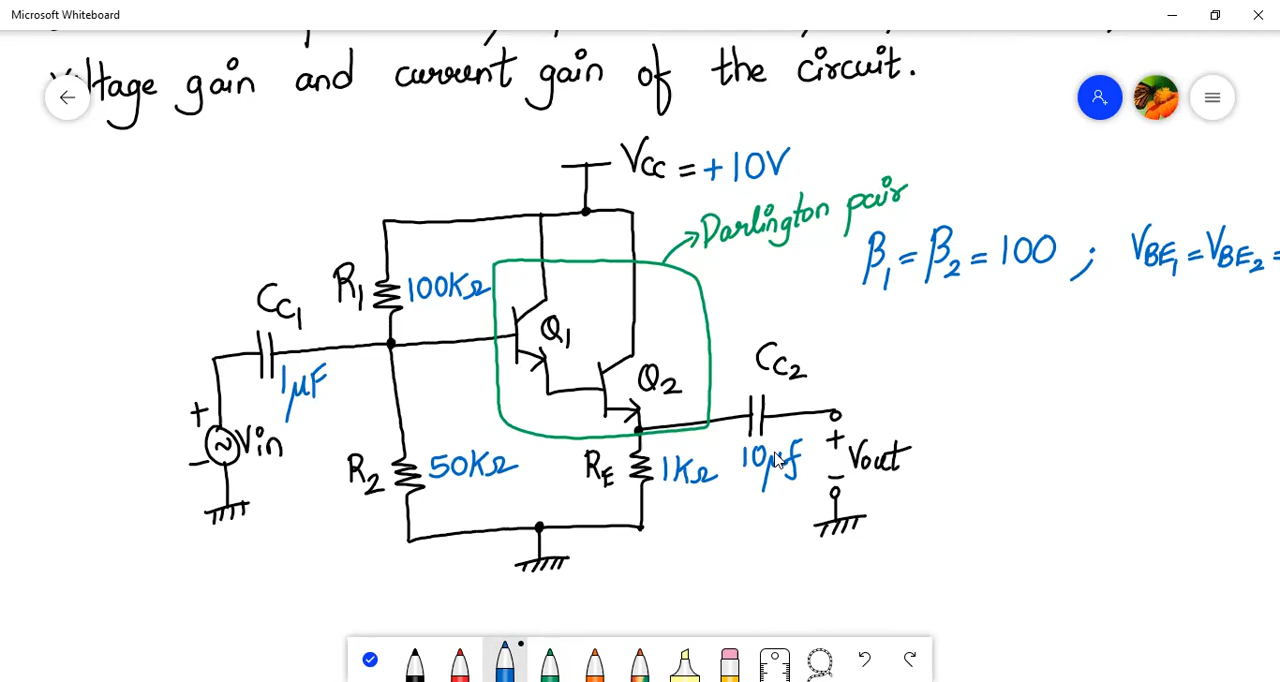 Microsoft Whiteboard
voltage gain and current gain of the circuit.
VCC = +10V
Darlington pair
β1 = β2 = 100 ; VBE1 = VBE2 =
R1 100KΩ
CC1
1μF
Q1
Q2
CC2
+
Vin
-
R2 50KΩ
RE 1KΩ
10μf
+
Vout
-